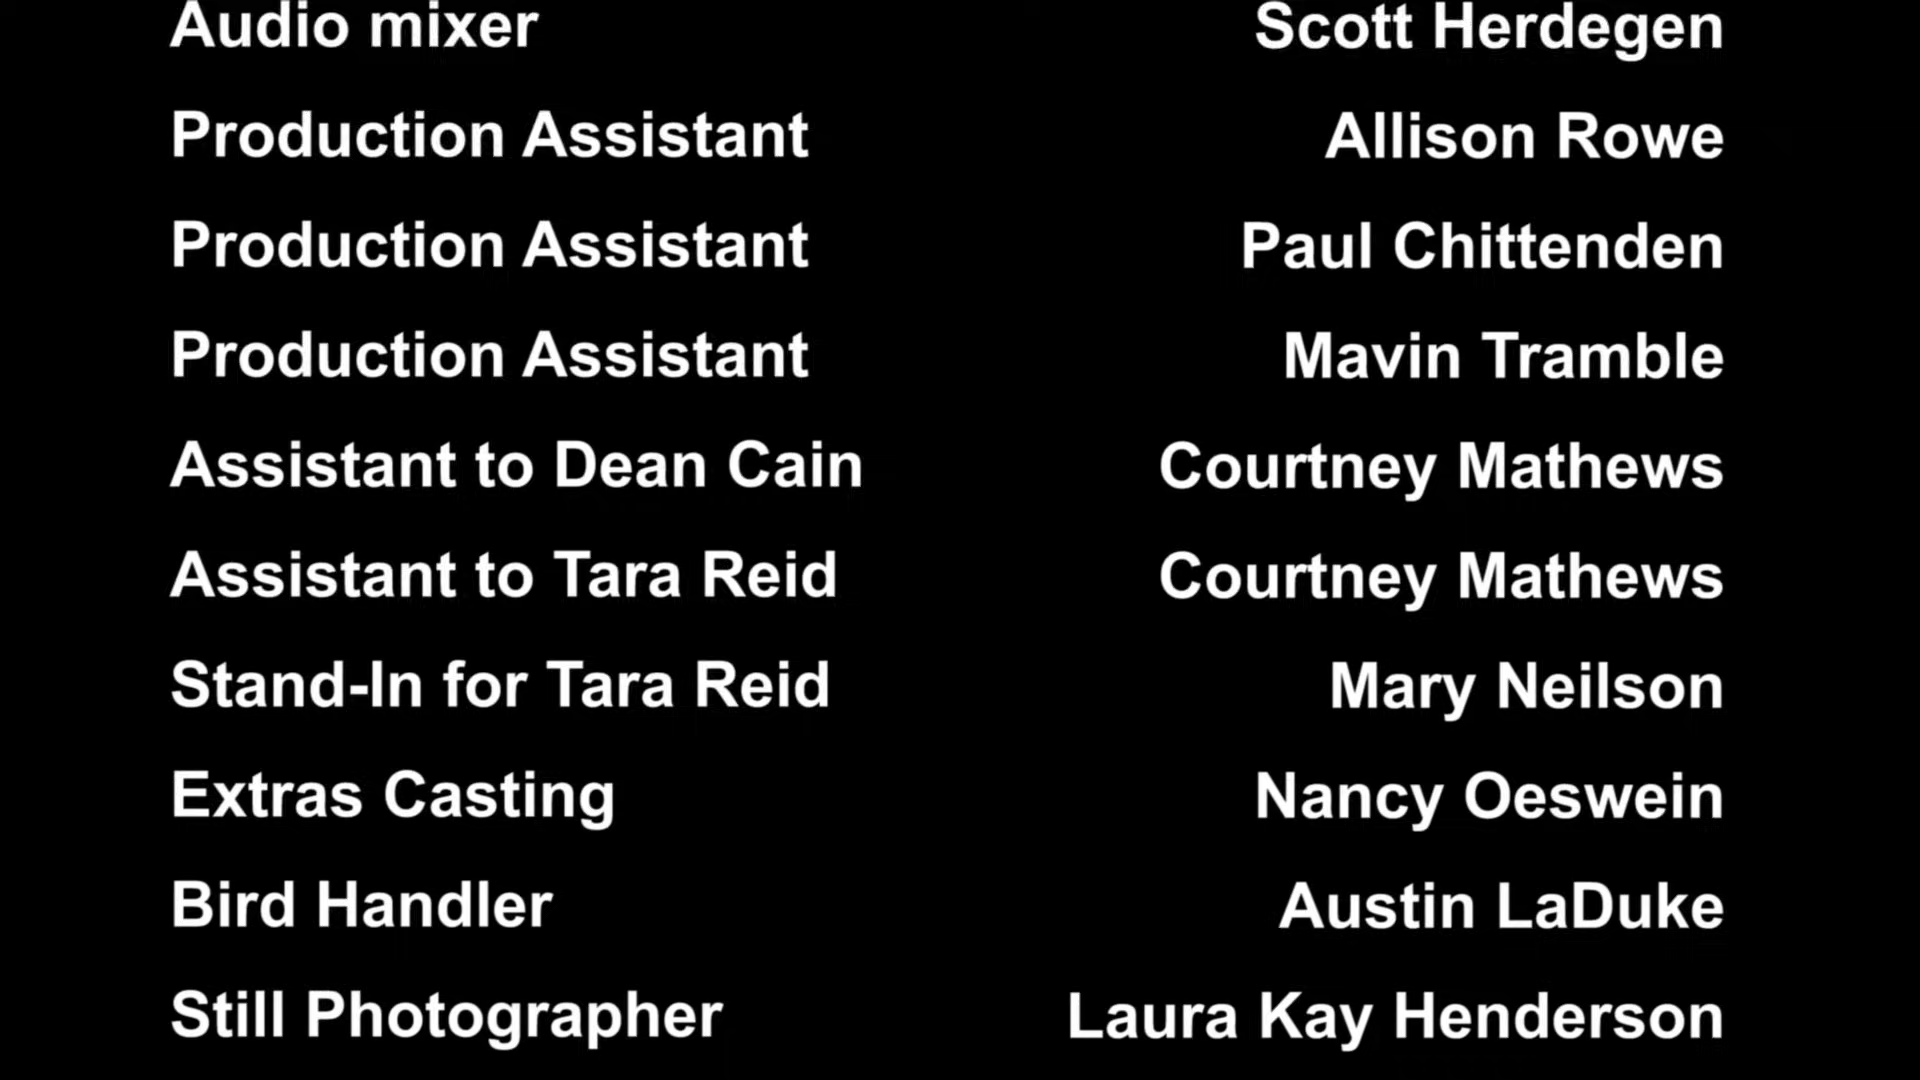 Audio mixer Scott Herdegen
Production Assistant Allison Rowe
Production Assistant Paul Chittenden
Production Assistant Mavin Tramble
Assistant to Dean Cain Courtney Mathews
Assistant to Tara Reid Courtney Mathews
Stand-In for Tara Reid Mary Neilson
Extras Casting Nancy Oeswein
Bird Handler Austin LaDuke
Still Photographer Laura Kay Henderson